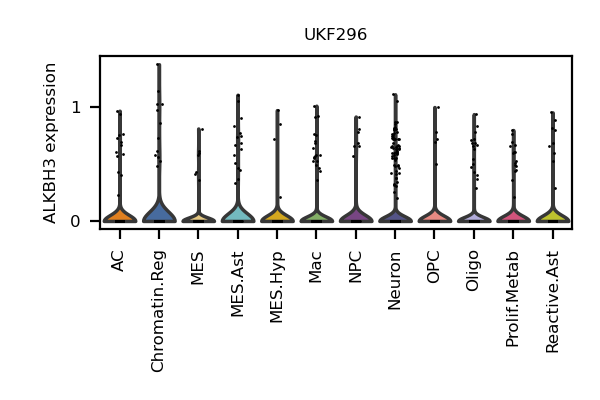 UKF296
ALKBH3 expression
1
0
AC
Chromatin.Reg
MES
MES.Ast
MES.Hyp
Mac
NPC
Neuron
OPC
Oligo
Prolif.Metab
Reactive.Ast